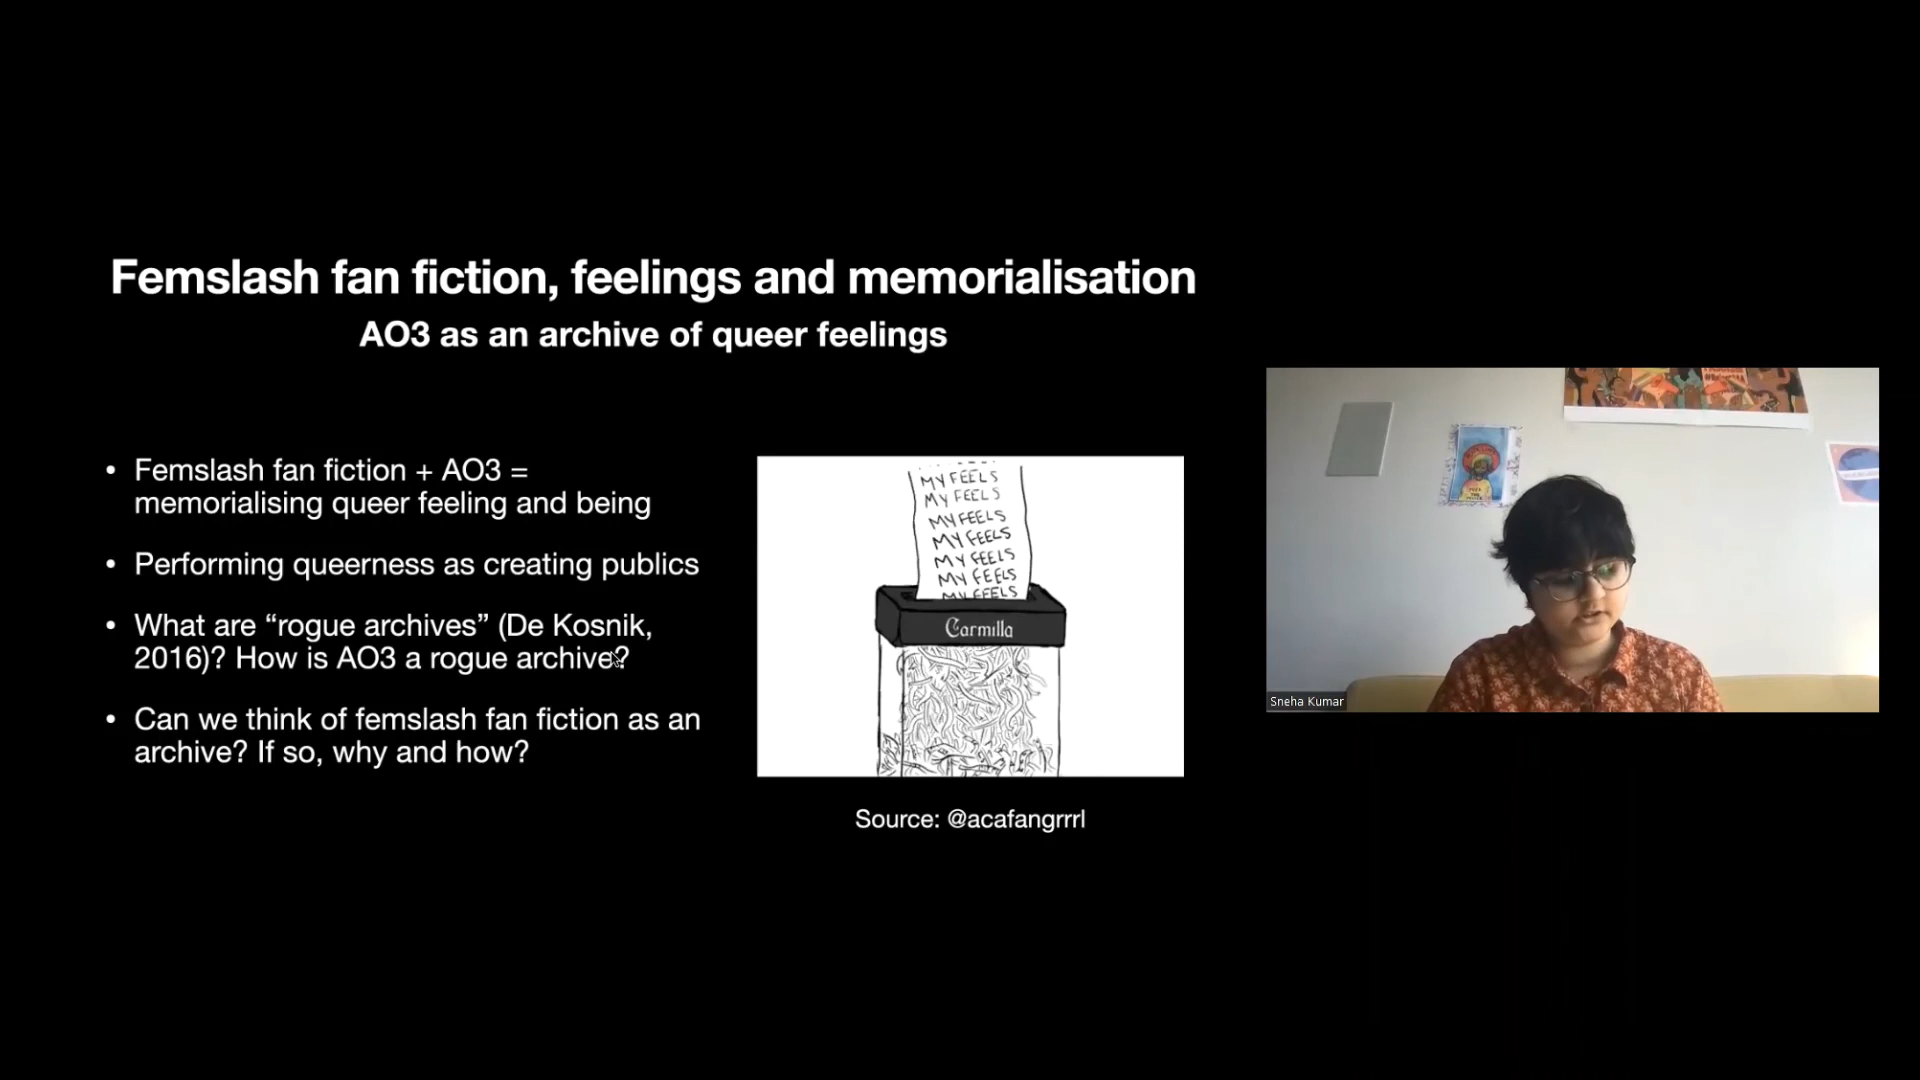 Femslash fan fiction, feelings and memorialisation
AO3 as an archive of queer feelings
• Femslash fan fiction + AO3 =
memorialising queer feeling and being
• Performing queerness as creating publics
• What are “rogue archives” (De Kosnik,
2016)? How is AO3 a rogue archive?
• Can we think of femslash fan fiction as an
archive? If so, why and how?
MY FEELS
MY FEELS
MY FEELS
MY FEELS
MY FEELS
MY FEELS
MY FEELS
Carmilla
Source: @acafangrrrl
Sneha Kumar